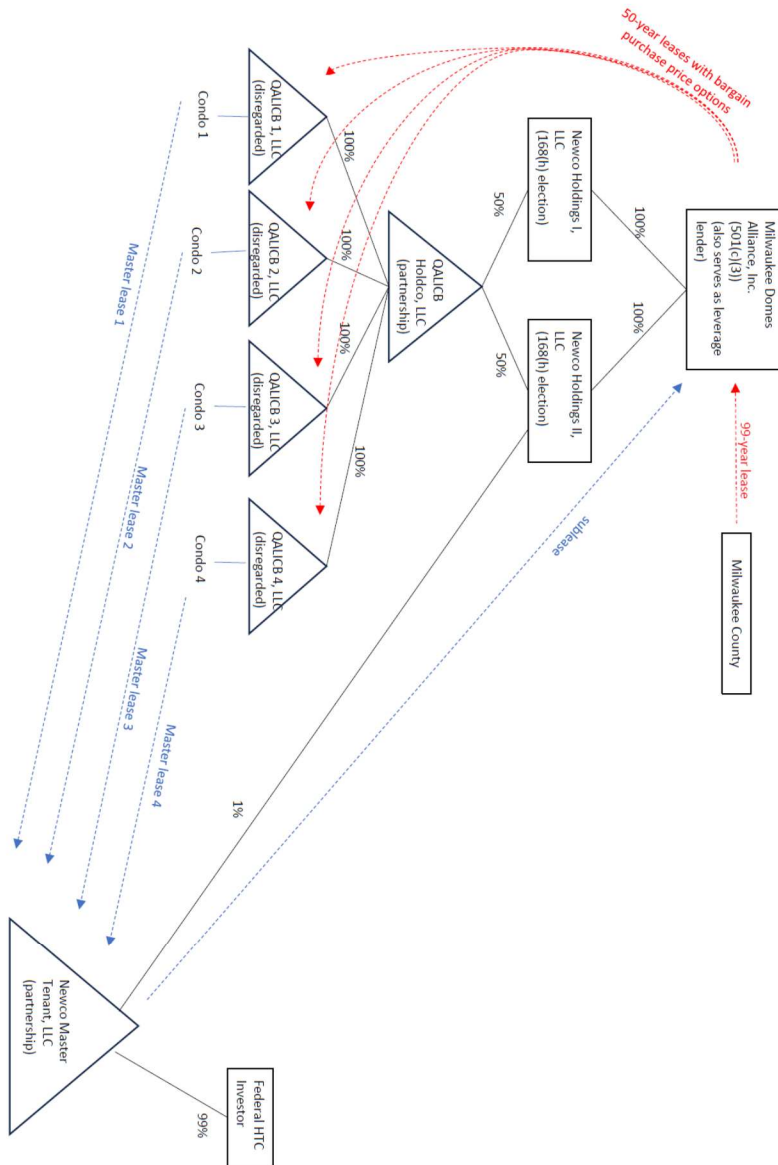 Milwaukee Domes
Alliance, Inc.
(501(c)(3))
(also serves as leverage
lender)
99-year lease
Milwaukee County
50-year leases with bargain
purchase price options
100%
100%
Newco Holdings I,
LLC
(168(h) election)
Newco Holdings II,
LLC
(168(h) election)
sublease
50%
50%
QALICB
Holdco, LLC
(partnership)
100%
100%
100%
100%
QALICB 1, LLC
(disregarded)
QALICB 2, LLC
(disregarded)
QALICB 3, LLC
(disregarded)
QALICB 4, LLC
(disregarded)
Condo 1
Condo 2
Condo 3
Condo 4
Master lease 1
Master lease 2
Master lease 3
Master lease 4
1%
99%
Federal HTC
Investor
Newco Master
Tenant, LLC
(partnership)